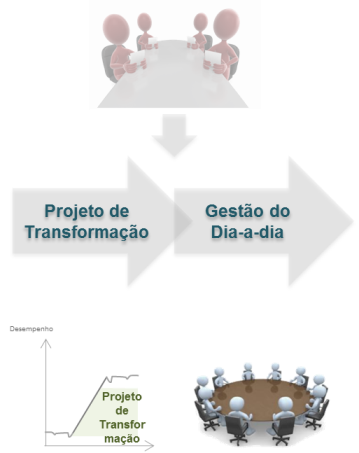 Projeto de
Transformação
Gestão do
Dia-a-dia
Desempenho
Projeto
de
Transfor
mação